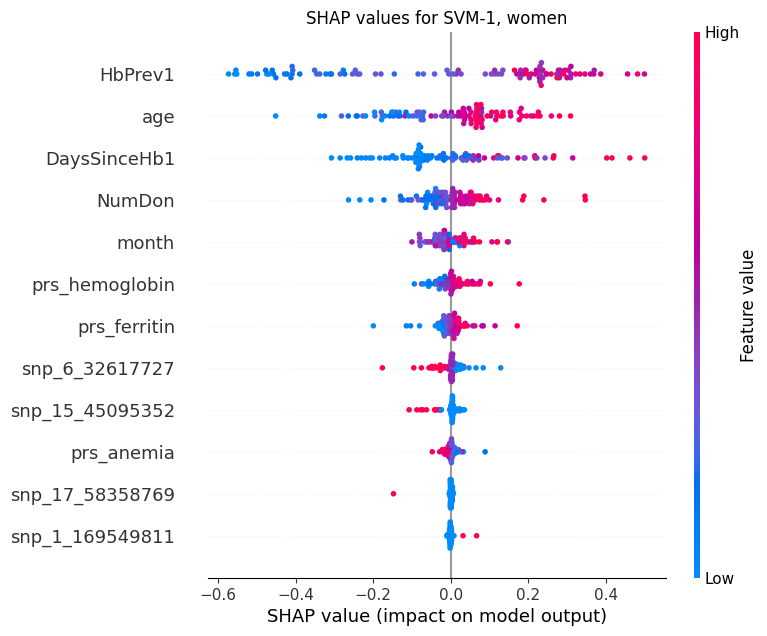 SHAP values for SVM-1, women
High
HbPrev1
age
DaysSinceHb1
NumDon
month
prs_hemoglobin
prs_ferritin
snp_6_32617727
snp_15_45095352
prs_anemia
snp_17_58358769
snp_1_169549811
Feature value
Low
−0.6 −0.4 −0.2 0.0 0.2 0.4
SHAP value (impact on model output)